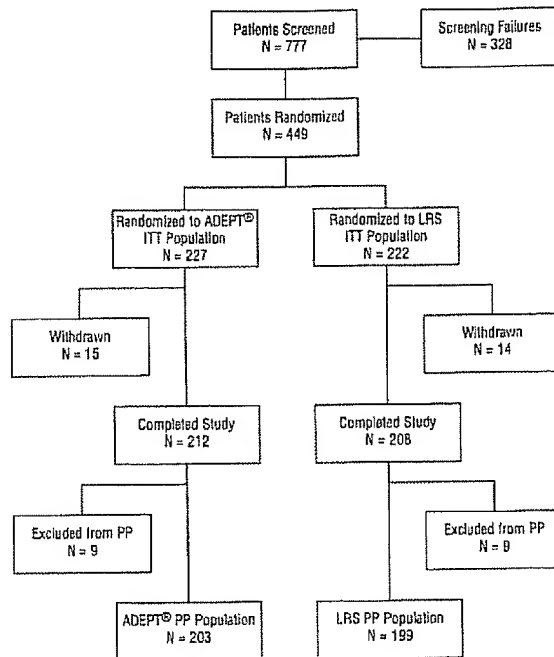 Patients Screened
N = 777
Screening Failures
N = 328
Patients Randomized
N = 449
Randomized to ADEPT®
ITT Population
N = 227
Randomized to LRS
ITT Population
N = 222
Withdrawn
N = 15
Withdrawn
N = 14
Completed Study
N = 212
Completed Study
N = 208
Excluded from PP
N = 9
Excluded from PP
N = 9
ADEPT® PP Population
N = 203
LRS PP Population
N = 199